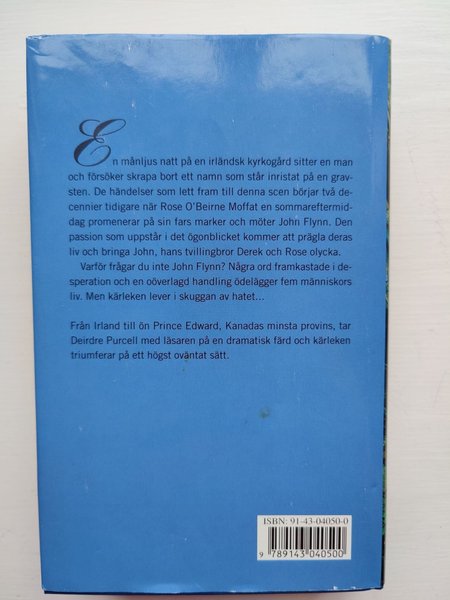 En månljus natt på en irländsk kyrkogård sitter en man
och försöker skrapa bort ett namn som står inristat på en grav-
sten. De händelser som lett fram till denna scen börjar två de-
cennier tidigare när Rose O'Beirne Moffat en sommareftermid-
dag promenerar på sin fars marker och möter John Flynn. Den
passion som uppstår i det ögonblicket kommer att prägla deras
liv och bringa John, hans tvillingbror Derek och Rose olycka.
Varför frågar du inte John Flynn? Några ord framkastade i de-
speration och en oöverlagd handling ödelägger fem människors
liv. Men kärleken lever i skuggan av hatet...
Från Irland till ön Prince Edward, Kanadas minsta provins, tar
Deirdre Purcell med läsaren på en dramatisk färd och kärleken
triumferar på ett högst oväntat sätt.
ISBN: 91-43-04050-0
9 789143 040500